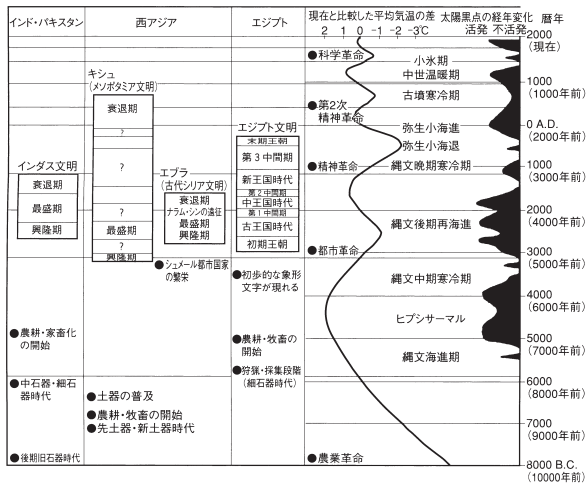 インド・パキスタン
西アジア
エジプト
現在と比較した平均気温の差
2 1 0 -1 -2 -3℃
太陽黒点の経年変化
活発 不活発
暦年
2000
(現在)
1000
(1000年前)
0 A.D.
(2000年前)
1000
(3000年前)
2000
(4000年前)
3000
(5000年前)
4000
(6000年前)
5000
(7000年前)
6000
(8000年前)
7000
(9000年前)
8000 B.C.
(10000年前)
インダス文明
衰退期
最盛期
興隆期
●農耕・家畜化
の開始
●中石器・細石
器時代
●後期旧石器時代
キシュ
(メソポタミア文明)
衰退期
?
?
?
最盛期
?
興隆期
エブラ
(古代シリア文明)
衰退期
ナラム・シンの遠征
最盛期
興隆期
●シュメール都市国家
の繁栄
●土器の普及
●農耕・牧畜の開始
●先土器・新土器時代
エジプト文明
末期王朝
第3中間期
新王国時代
第2中間期
中王国時代
第1中間期
古王国時代
初期王朝
●初歩的な象形
文字が現れる
●農耕・牧畜の
開始
●狩猟・採集段階
(細石器時代)
●科学革命
●第2次
精神革命
●精神革命
●都市革命
●農業革命
小氷期
中世温暖期
古墳寒冷期
弥生小海進
弥生小海退
縄文晩期寒冷期
縄文後期再海進
縄文中期寒冷期
ヒプシサーマル
縄文海進期